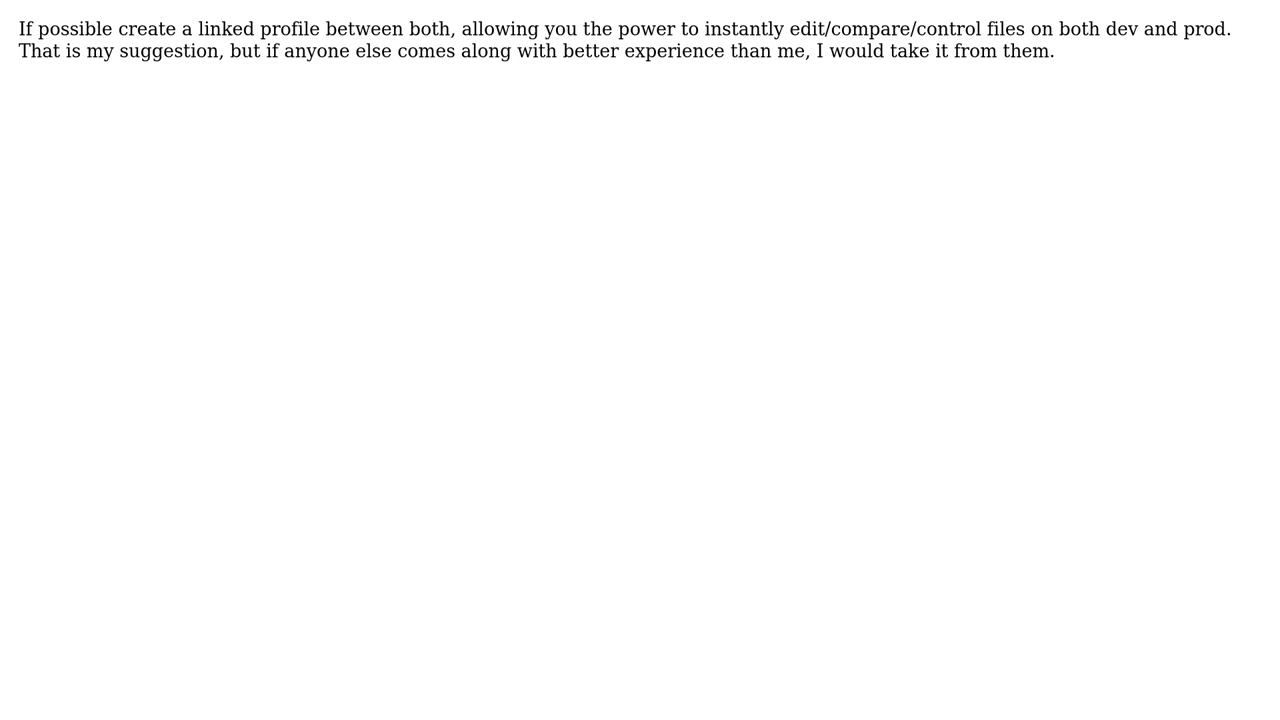 If possible create a linked profile between both, allowing you the power to instantly edit/compare/control files on both dev and prod.
That is my suggestion, but if anyone else comes along with better experience than me, I would take it from them.